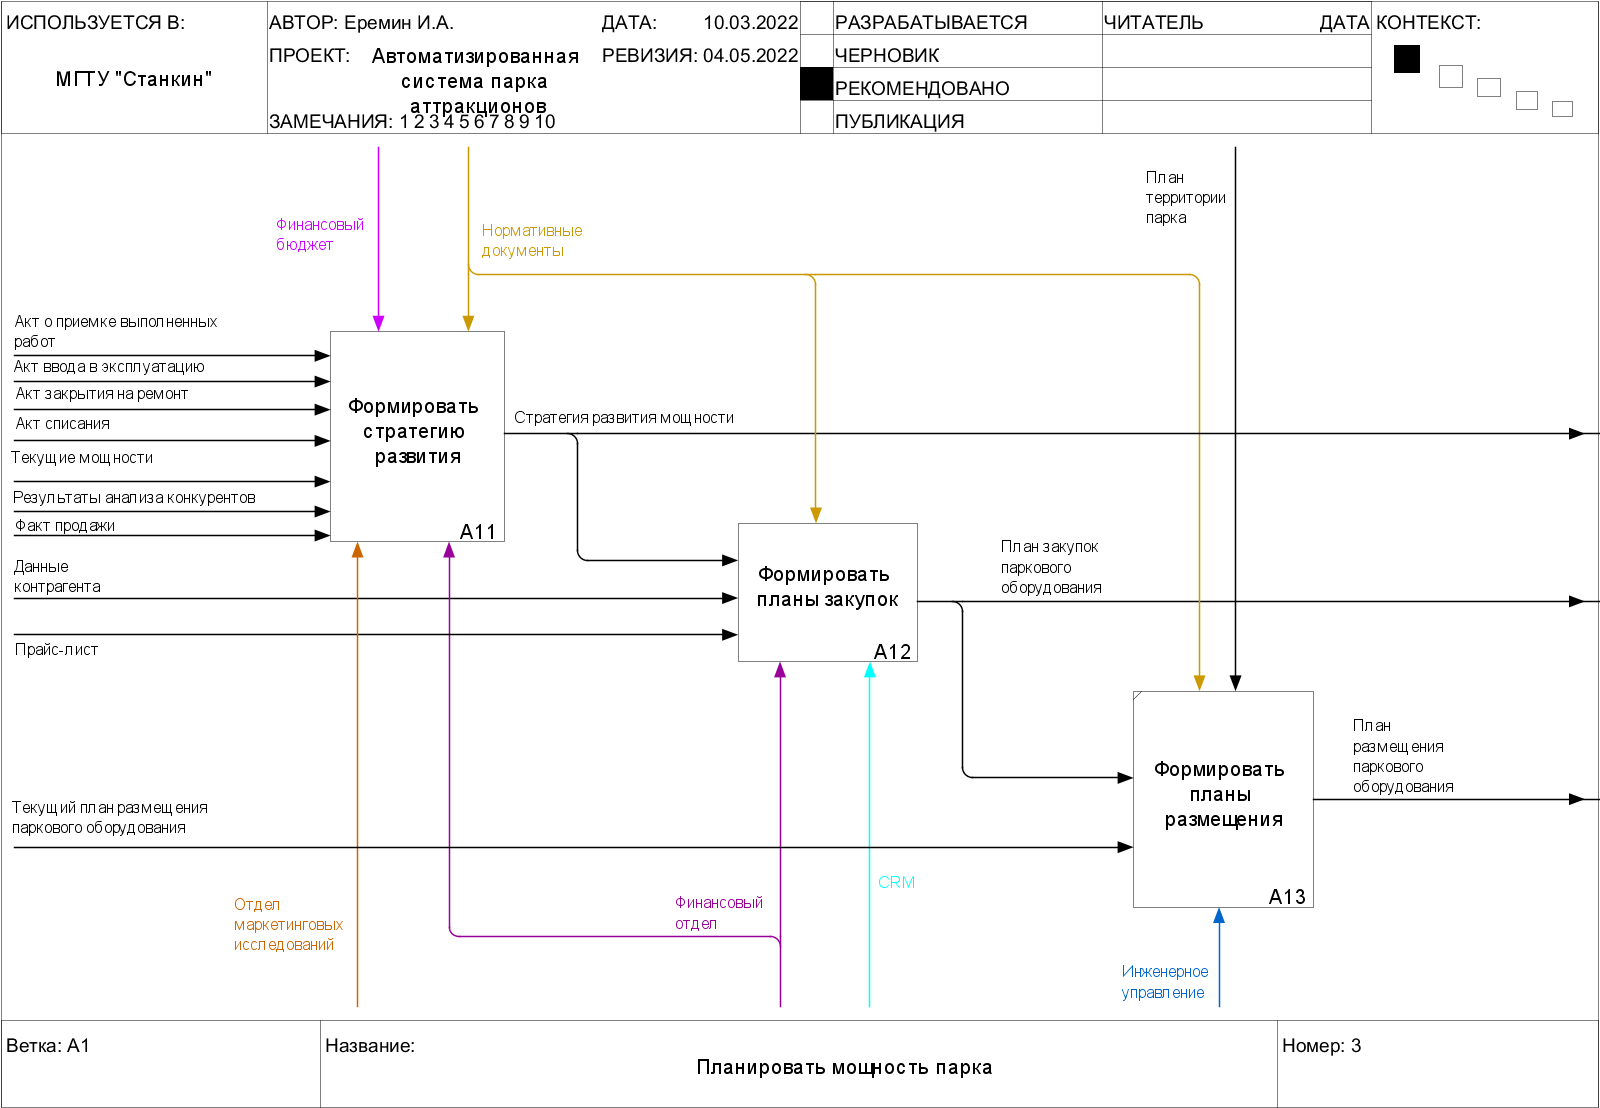 ИСПОЛЬЗУЕТСЯ В:
МГТУ "Станкин"
АВТОР: Еремин И.А.
ДАТА: 10.03.2022
ПРОЕКТ: Автоматизированная
система парка
аттракционов
РЕВИЗИЯ: 04.05.2022
ЗАМЕЧАНИЯ: 1 2 3 4 5 6 7 8 9 10
РАЗРАБАТЫВАЕТСЯ
ЧЕРНОВИК
РЕКОМЕНДОВАНО
ПУБЛИКАЦИЯ
ЧИТАТЕЛЬ
ДАТА
КОНТЕКСТ:
План
территории
парка
Финансовый
бюджет
Нормативные
документы
Акт о приемке выполненных
работ
Акт ввода в эксплуатацию
Акт закрытия на ремонт
Акт списания
Текущие мощности
Результаты анализа конкурентов
Факт продажи
Формировать
стратегию
развития
A11
Стратегия развития мощности
Данные
контрагента
Прайс-лист
Формировать
планы закупок
A12
План закупок
паркового
оборудования
План
размещения
паркового
оборудования
Формировать
планы
размещения
A13
Текущий план размещения
паркового оборудования
Отдел
маркетинговых
исследований
Финансовый
отдел
CRM
Инженерное
управление
Ветка: A1
Название:
Планировать мощность парка
Номер: 3